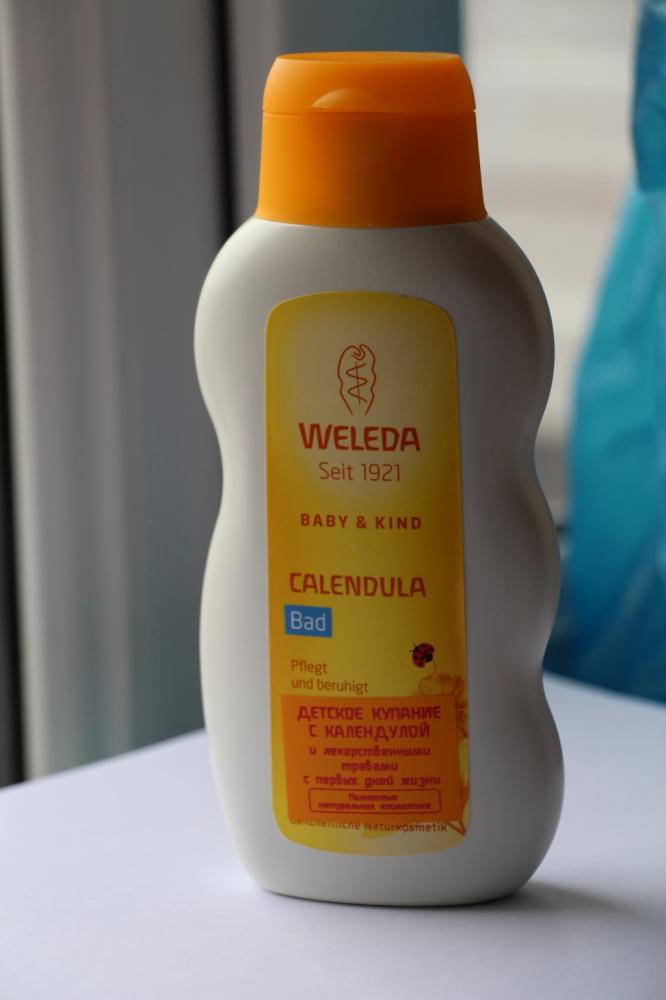 WELEDA
Seit 1921
BABY & KIND
CALENDULA
Bad
Pflegt
und beruhigt
ДЕТСКОЕ КУПАНИЕ
С КАЛЕНДУЛОЙ
и лекарственными
травами
с первых дней жизни
Полностью
натуральная косметика
Ganzheitliche Naturkosmetik